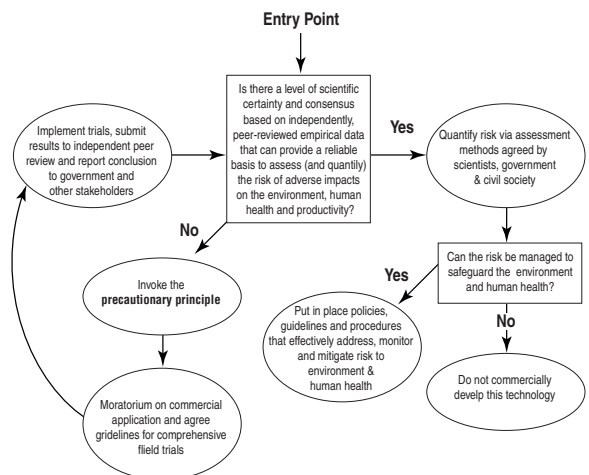 Entry Point
Is there a level of scientific
certainty and consensus
based on independently,
peer-reviewed empirical data
that can provide a reliable
basis to assess (and quantily)
the risk of adverse impacts
on the environment, human
health and productivity?
Yes
Quantify risk via assessment
methods agreed by
scientists, government
& civil society
Implement trials, submit
results to independent peer
review and report conclusion
to government and
other stakeholders
No
Invoke the
precautionary principle
Moratorium on commercial
application and agree
gridelines for comprehensive
flield trials
Can the risk be managed to
safeguard the environment
and human health?
Yes
Put in place policies,
guidelines and procedures
that effectively address, monitor
and mitigate risk to
environment &
human health
No
Do not commercially
develp this technology